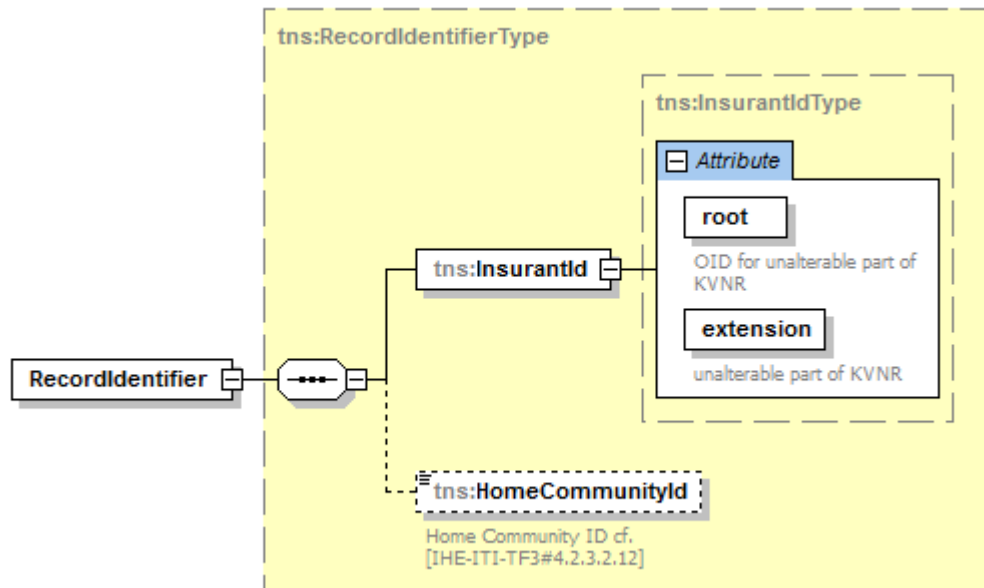 tns:RecordIdentifierType
tns:InsurantIdType
Attribute
root
OID for unalterable part of
KVNR
tns:InsurantId
extension
unalterable part of KVNR
RecordIdentifier
tns:HomeCommunityId
Home Community ID cf.
[IHE-ITI-TF3#4.2.3.2.12]